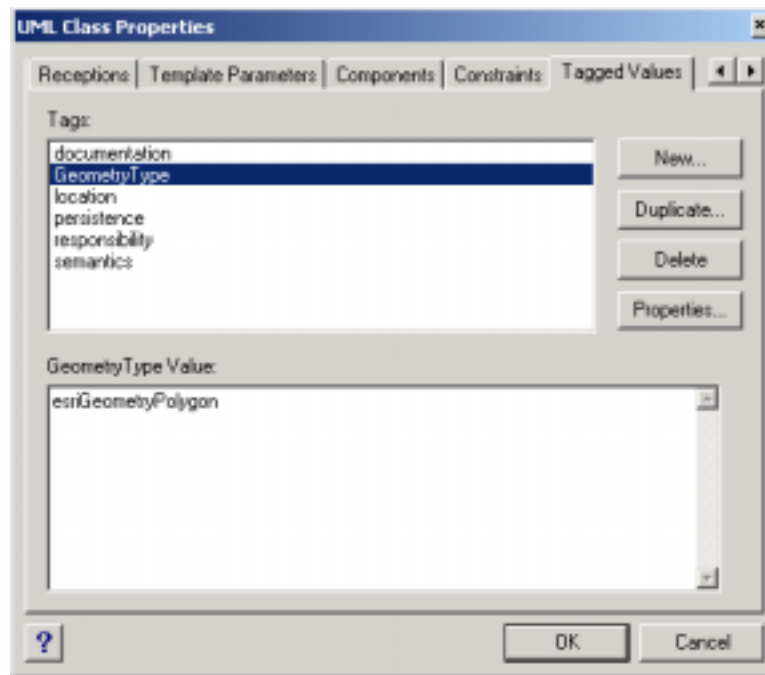 UML Class Properties
Receptions Template Parameters Components Constraints Tagged Values
Tags:
documentation
GeometryType
location
persistence
responsibility
semantics
New...
Duplicate...
Delete
Properties...
GeometryType Value:
esriGeometryPolygon
?
OK
Cancel